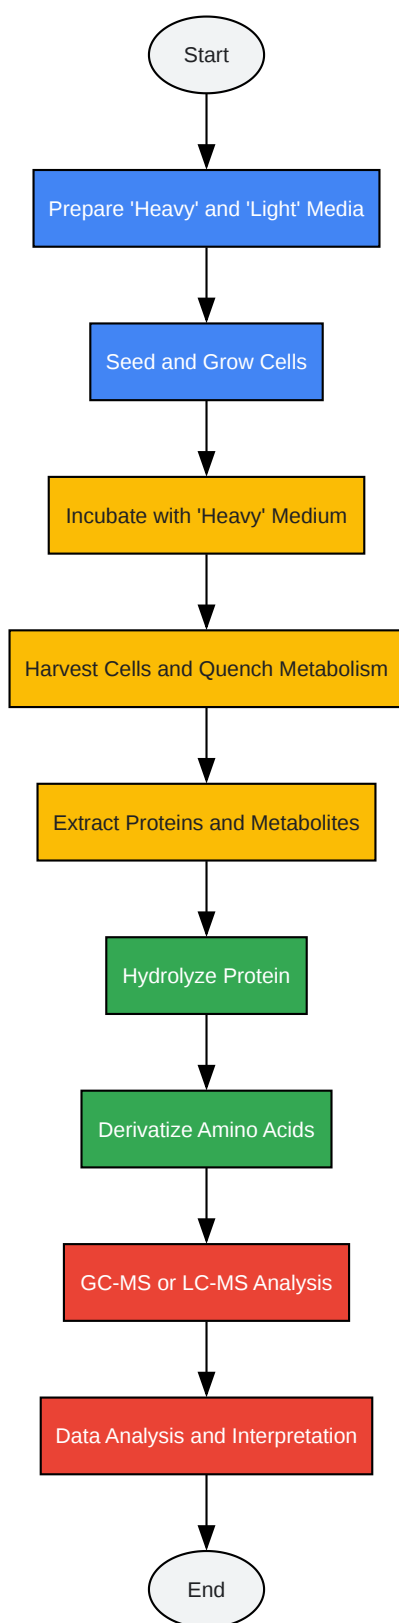 Start
Prepare 'Heavy' and 'Light' Media
Seed and Grow Cells
Incubate with 'Heavy' Medium
Harvest Cells and Quench Metabolism
Extract Proteins and Metabolites
Hydrolyze Protein
Derivatize Amino Acids
GC-MS or LC-MS Analysis
Data Analysis and Interpretation
End